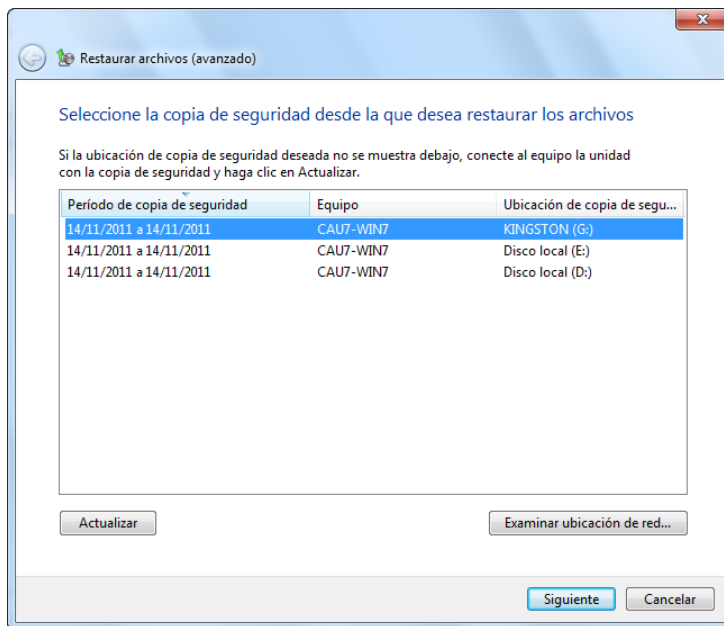 Restaurar archivos (avanzado)
Seleccione la copia de seguridad desde la que desea restaurar los archivos
Si la ubicación de copia de seguridad deseada no se muestra debajo, conecte al equipo la unidad
con la copia de seguridad y haga clic en Actualizar.
Período de copia de seguridad Equipo Ubicación de copia de segu...
14/11/2011 a 14/11/2011 CAU7-WIN7 KINGSTON (G:)
14/11/2011 a 14/11/2011 CAU7-WIN7 Disco local (E:)
14/11/2011 a 14/11/2011 CAU7-WIN7 Disco local (D:)
Actualizar Examinar ubicación de red...
Siguiente Cancelar